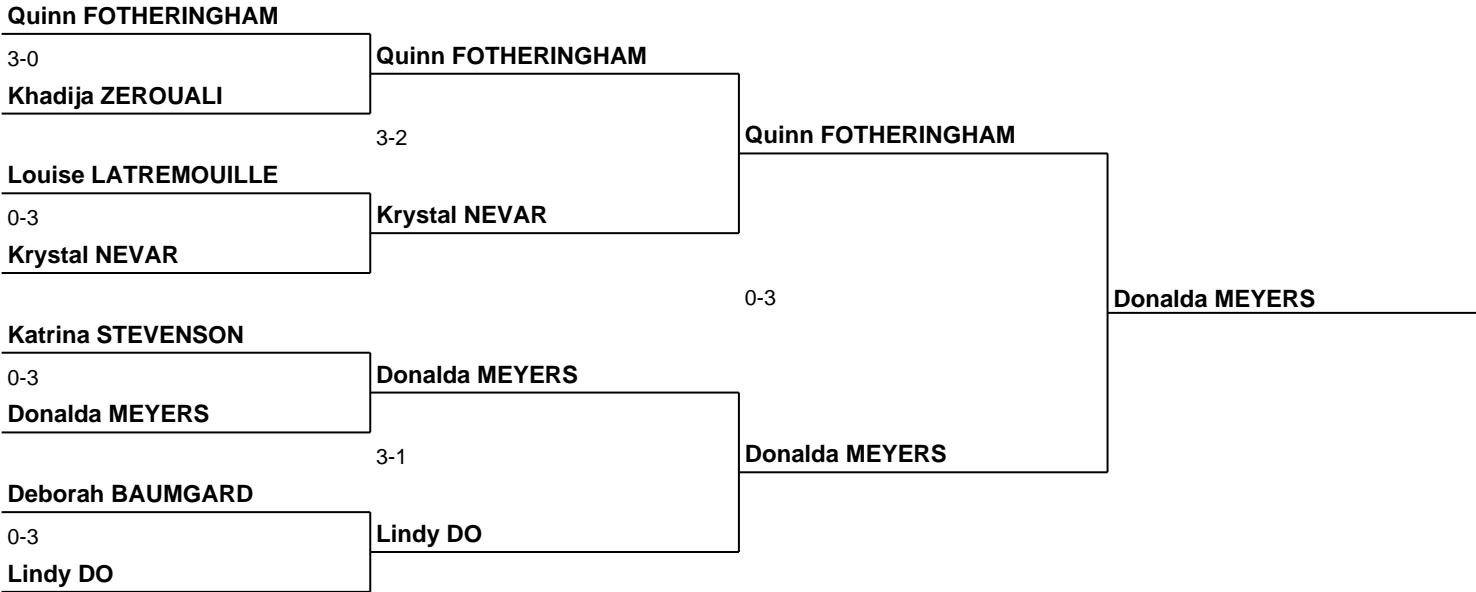 Quinn FOTHERINGHAM
3-0
Khadija ZEROUALI
Quinn FOTHERINGHAM
3-2
Quinn FOTHERINGHAM
Louise LATREMOUILLE
0-3
Krystal NEVAR
Krystal NEVAR
0-3
Donalda MEYERS
Katrina STEVENSON
0-3
Donalda MEYERS
Donalda MEYERS
3-1
Donalda MEYERS
Deborah BAUMGARD
0-3
Lindy DO
Lindy DO